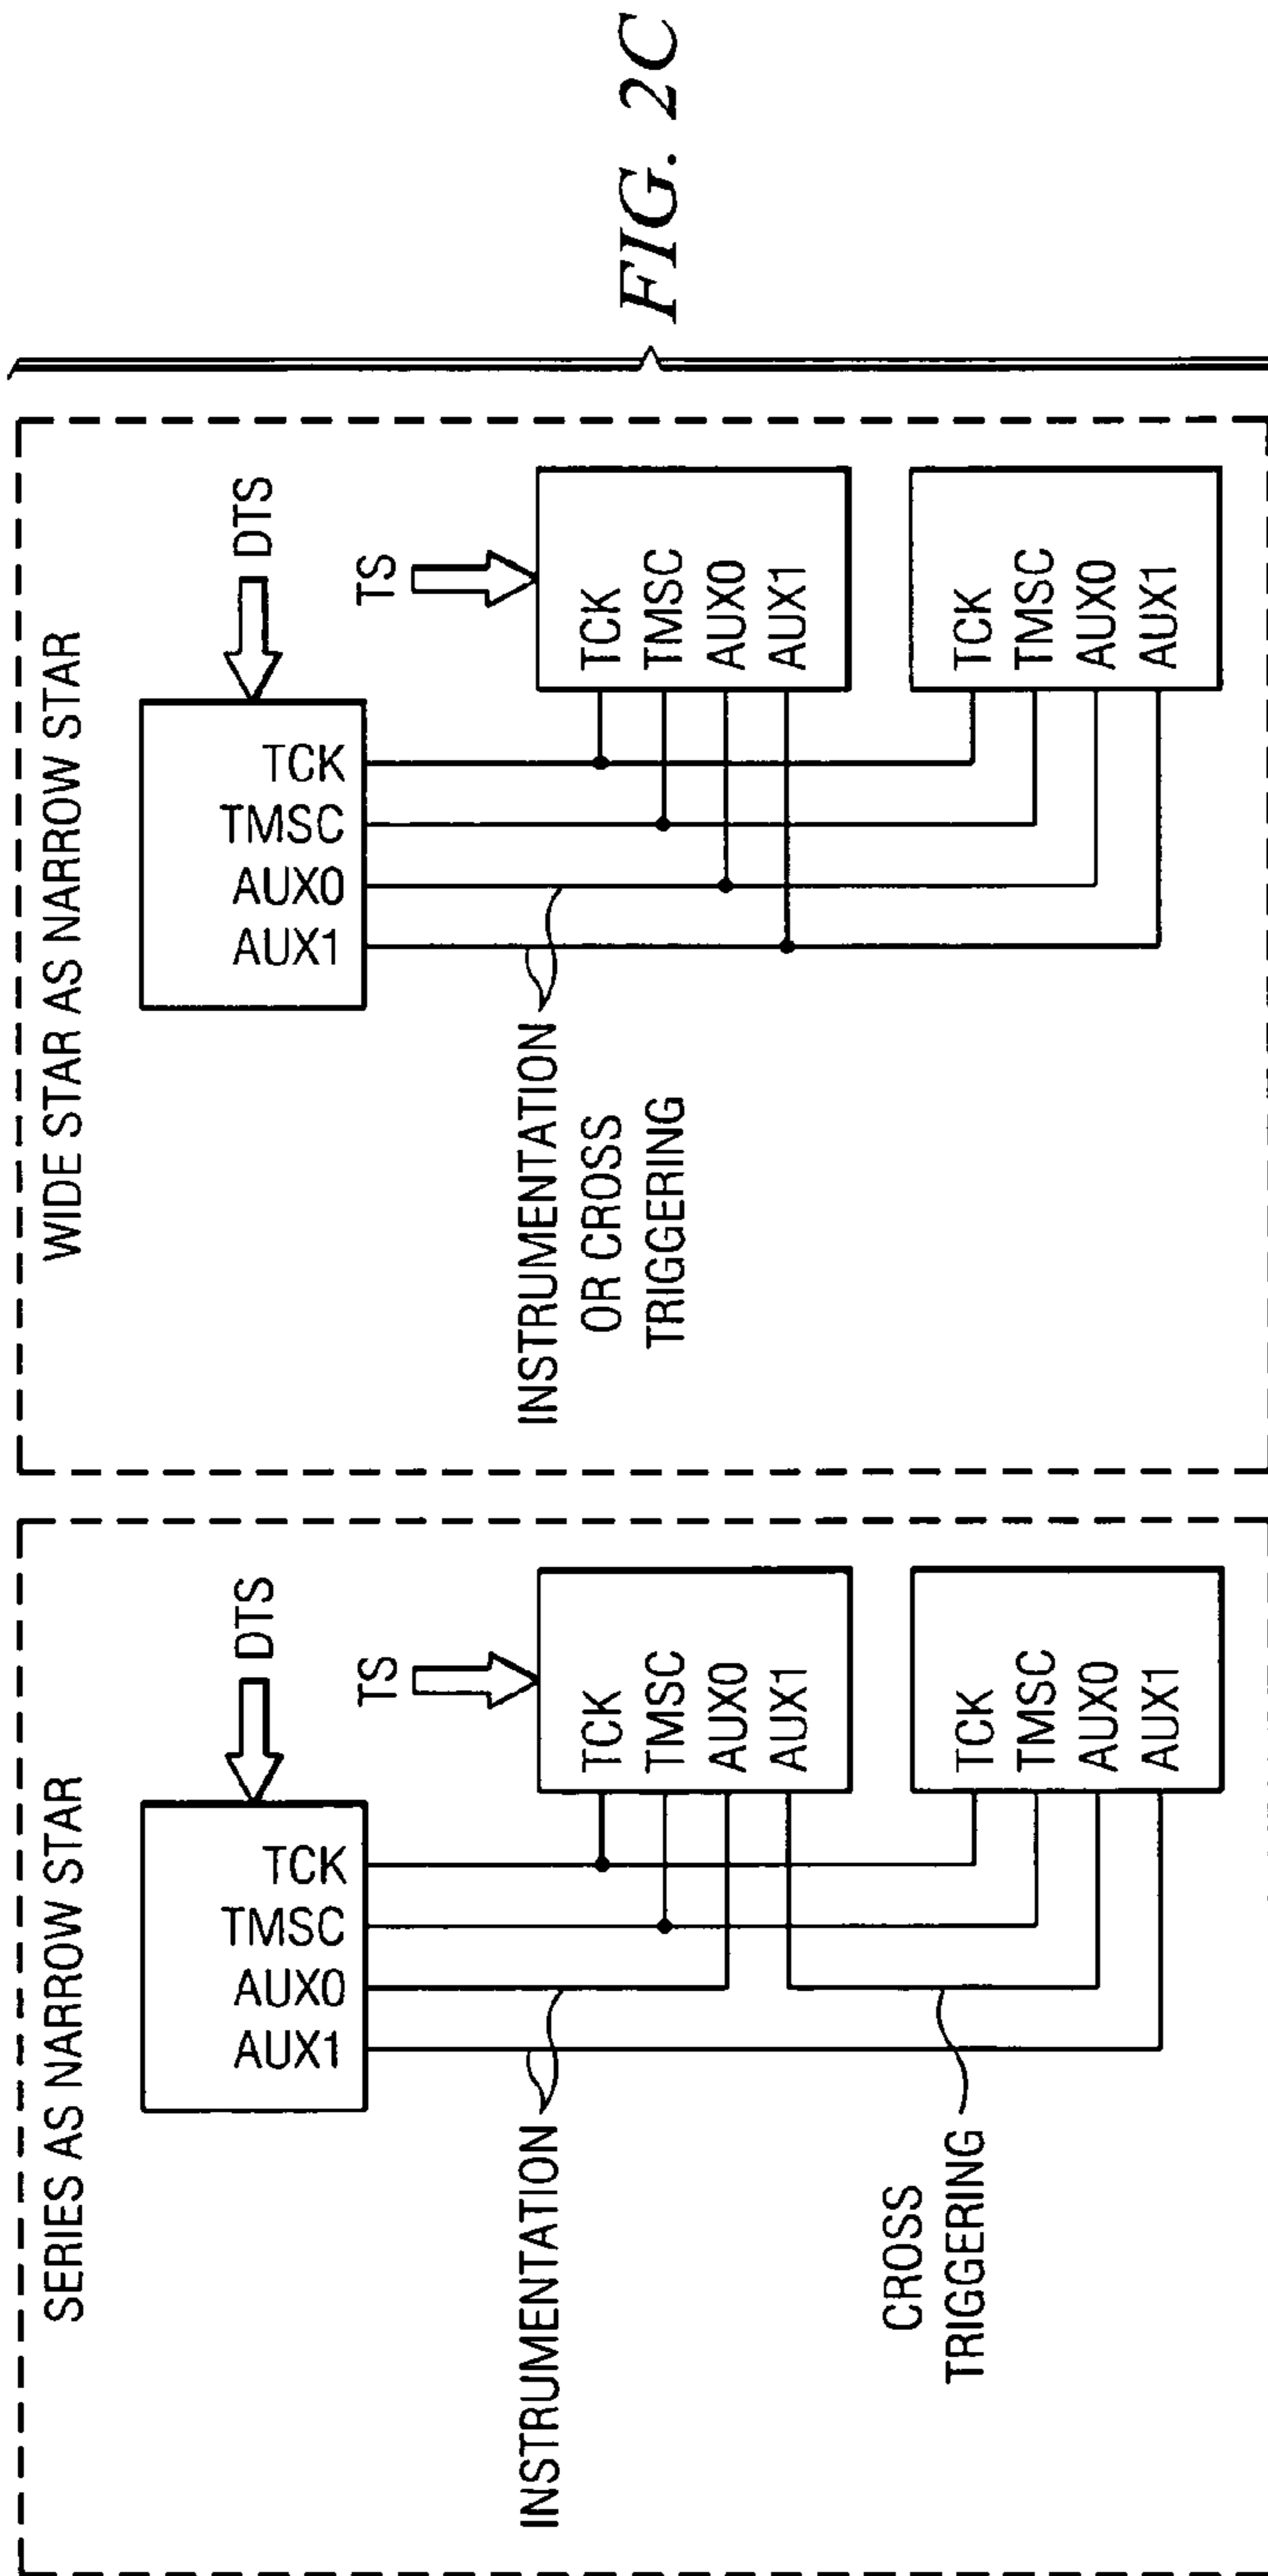 SERIES AS NARROW STAR
DTS
TCK
TMSC
AUX0
AUX1
TS
TCK
TMSC
AUX0
AUX1
INSTRUMENTATION
TCK
TMSC
AUX0
AUX1
CROSS
TRIGGERING
WIDE STAR AS NARROW STAR
DTS
TCK
TMSC
AUX0
AUX1
TS
TCK
TMSC
AUX0
AUX1
INSTRUMENTATION
OR CROSS
TRIGGERING
TCK
TMSC
AUX0
AUX1
FIG. 2C